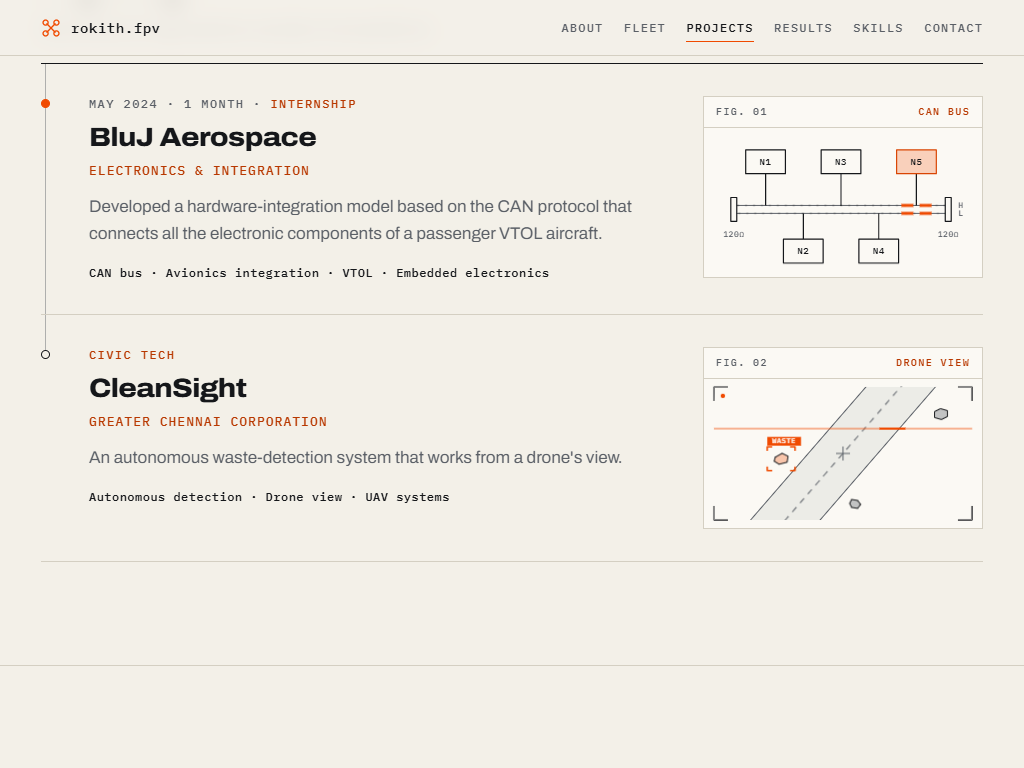 rokith.fpv
ABOUT FLEET PROJECTS RESULTS SKILLS CONTACT
MAY 2024 · 1 MONTH · INTERNSHIP
BluJ Aerospace
ELECTRONICS & INTEGRATION
Developed a hardware-integration model based on the CAN protocol that
connects all the electronic components of a passenger VTOL aircraft.
CAN bus · Avionics integration · VTOL · Embedded electronics
FIG. 01 CAN BUS
N1 N3 N5
H
L
120Ω 120Ω
N2 N4
CIVIC TECH
CleanSight
GREATER CHENNAI CORPORATION
An autonomous waste-detection system that works from a drone's view.
Autonomous detection · Drone view · UAV systems
FIG. 02 DRONE VIEW
WASTE